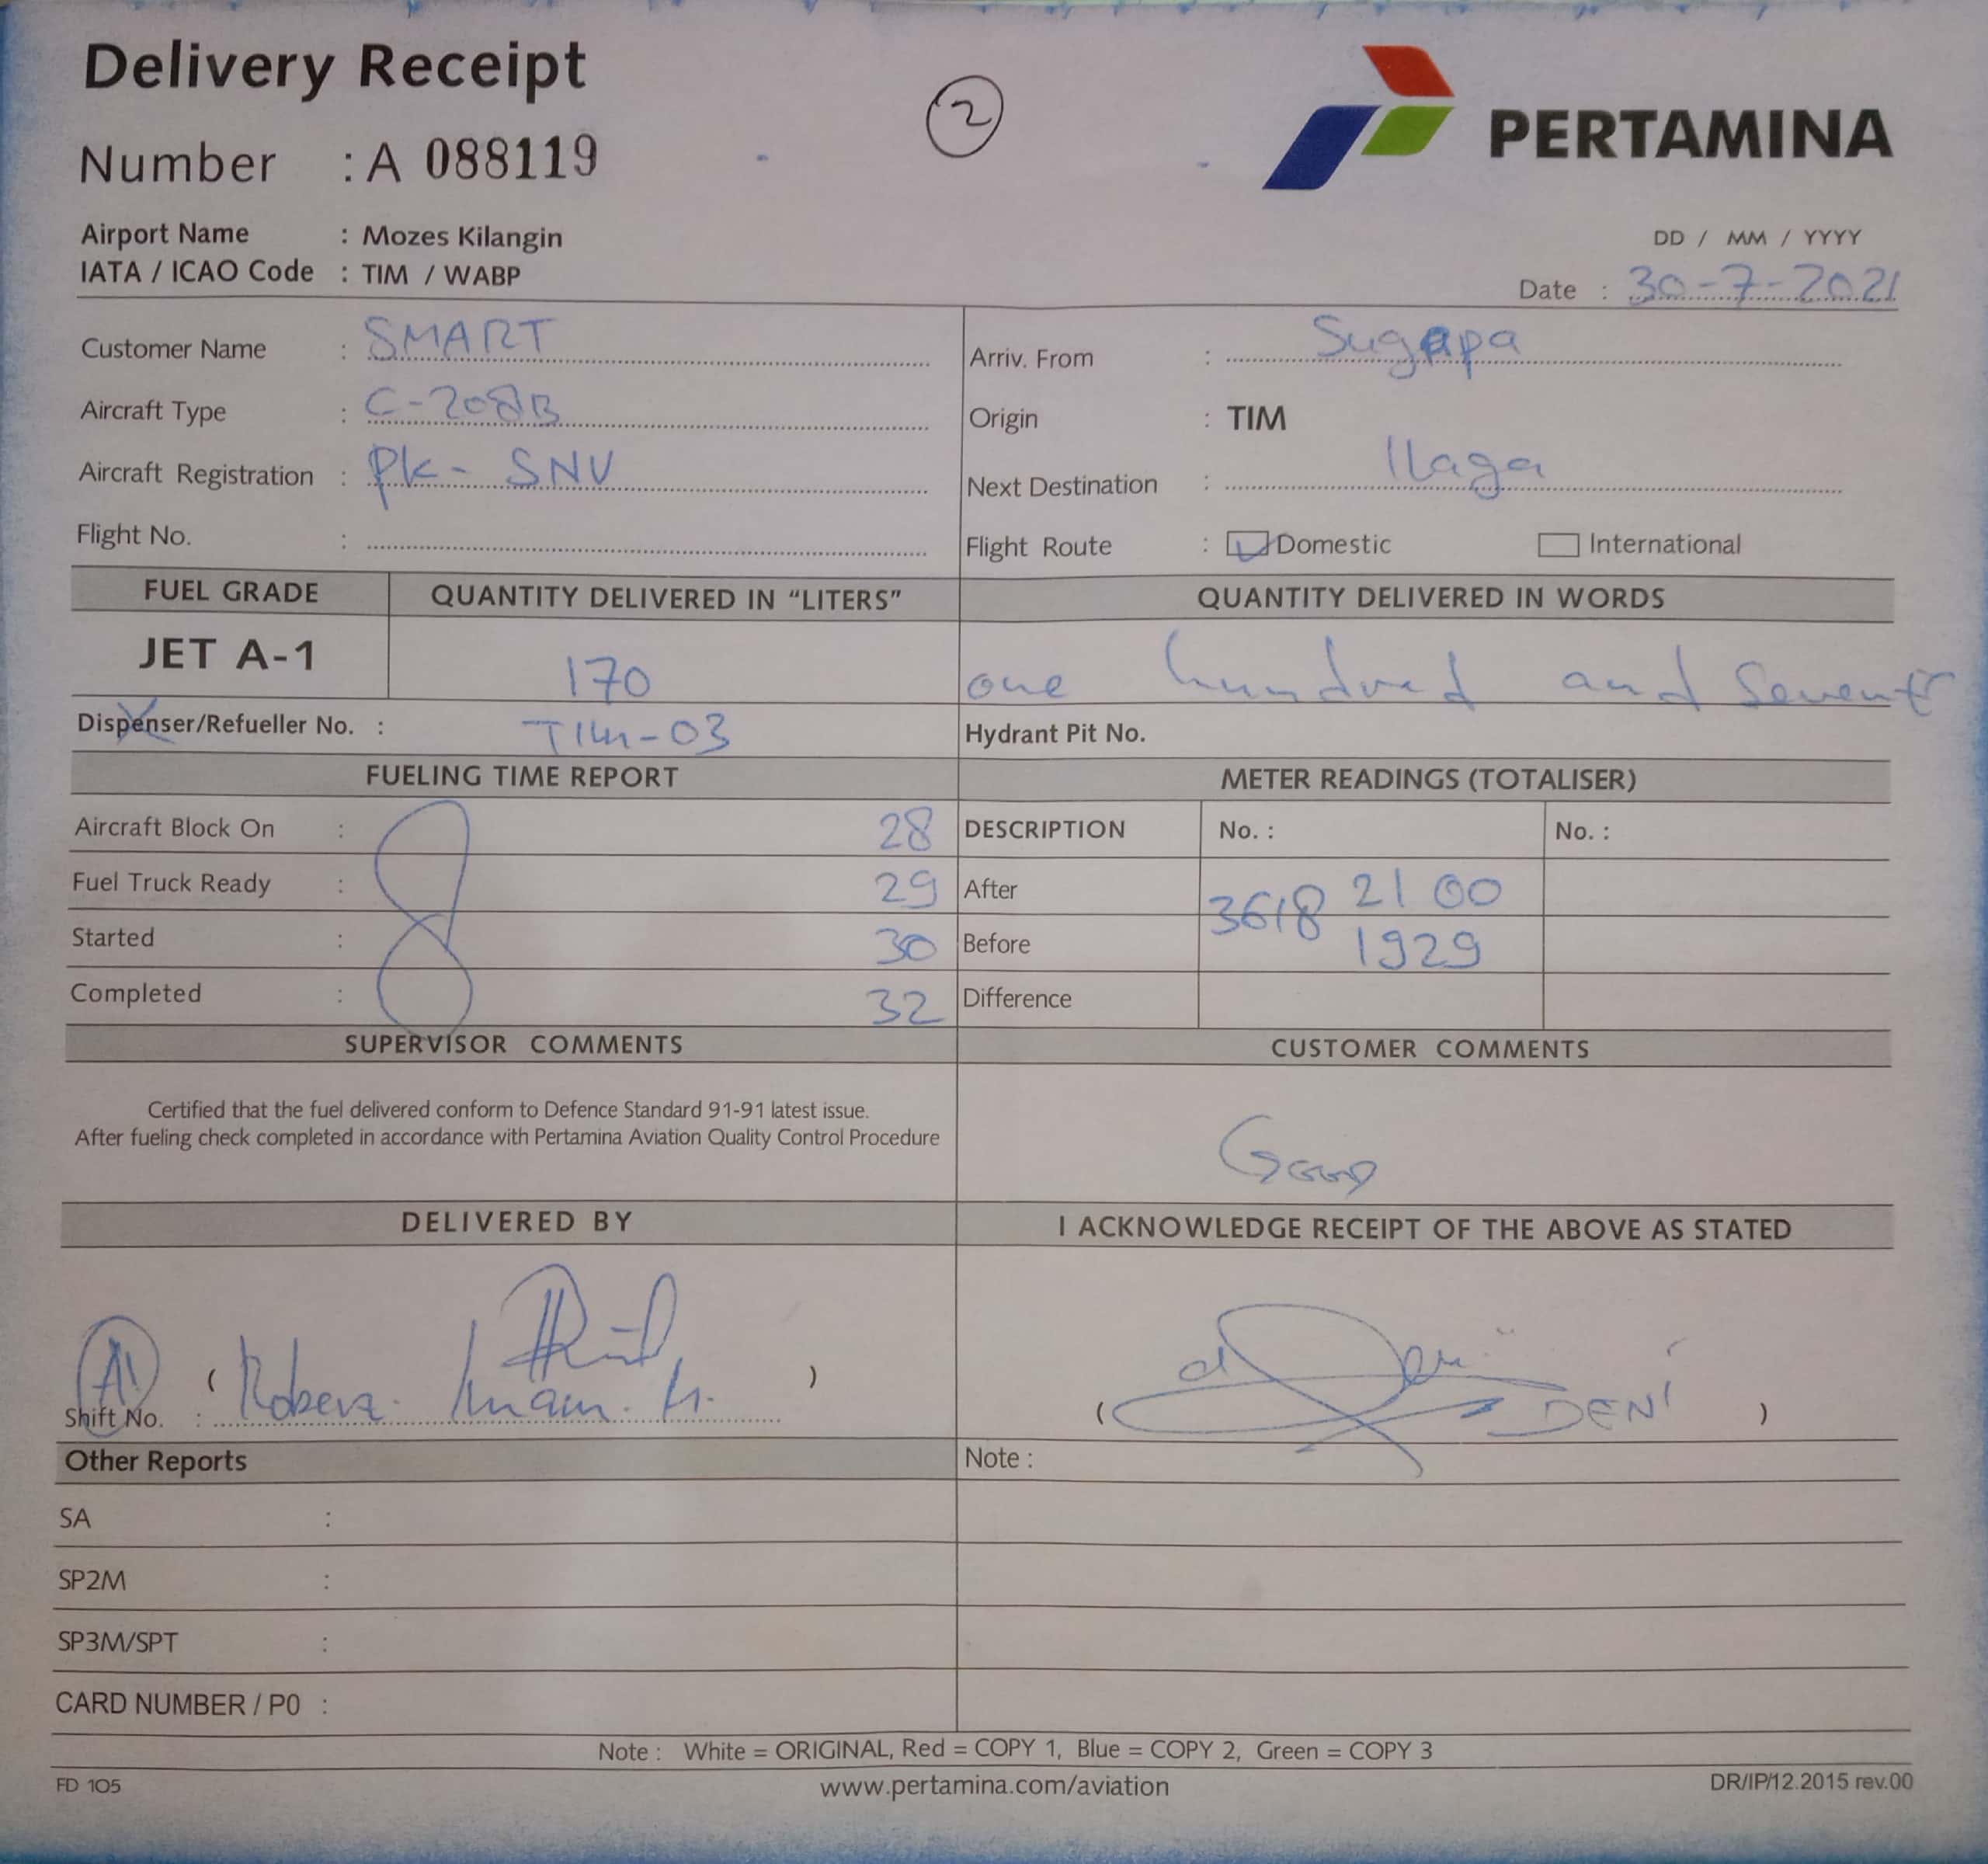 Delivery Receipt
2
PERTAMINA
Number : A 088119
Airport Name : Mozes Kilangin
IATA / ICAO Code : TIM / WABP
DD / MM / YYYY
Date : 30-7-2021
Customer Name : SMART
Arriv. From : Sugapa
Aircraft Type : C-208B
Origin : TIM
Aircraft Registration : PK- SNV
Next Destination : Ilaga
Flight No. :
Flight Route : Domestic International
FUEL GRADE QUANTITY DELIVERED IN "LITERS" QUANTITY DELIVERED IN WORDS
JET A-1 170 one hundred and Seventy
Dispenser/Refueller No. : TIM-03 Hydrant Pit No.
FUELING TIME REPORT METER READINGS (TOTALISER)
Aircraft Block On : 28 DESCRIPTION No. : No. :
Fuel Truck Ready : 29 After 3618 2100
Started : 30 Before 1929
Completed : 32 Difference
8
SUPERVISOR COMMENTS CUSTOMER COMMENTS
Certified that the fuel delivered conform to Defence Standard 91-91 latest issue.
After fueling check completed in accordance with Pertamina Aviation Quality Control Procedure
Good
DELIVERED BY I ACKNOWLEDGE RECEIPT OF THE ABOVE AS STATED
Shift No. : ( Imam. )
( DENI )
Other Reports Note :
SA :
SP2M :
SP3M/SPT :
CARD NUMBER / P0 :
Note : White = ORIGINAL, Red = COPY 1, Blue = COPY 2, Green = COPY 3
FD 105 www.pertamina.com/aviation DR/IP/12.2015 rev.00